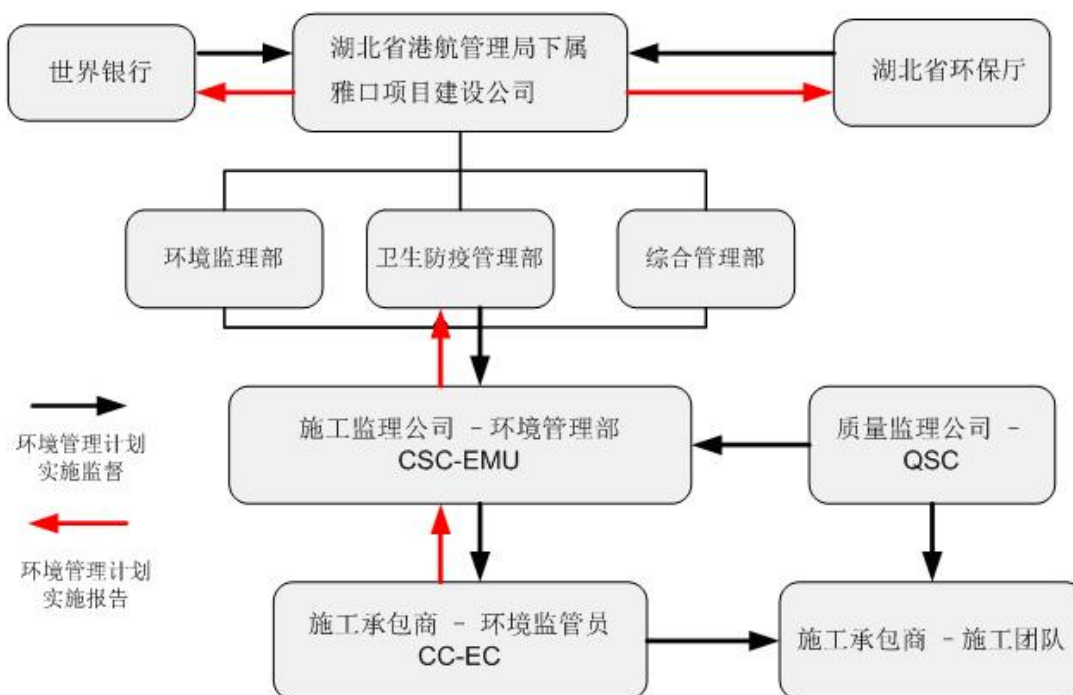 世界银行
湖北省港航管理局下属
雅口项目建设公司
湖北省环保厅
环境监理部
卫生防疫管理部
综合管理部
施工监理公司 - 环境管理部
CSC-EMU
质量监理公司 -
QSC
环境管理计划
实施监督
环境管理计划
实施报告
施工承包商 - 环境监管员
CC-EC
施工承包商 - 施工团队